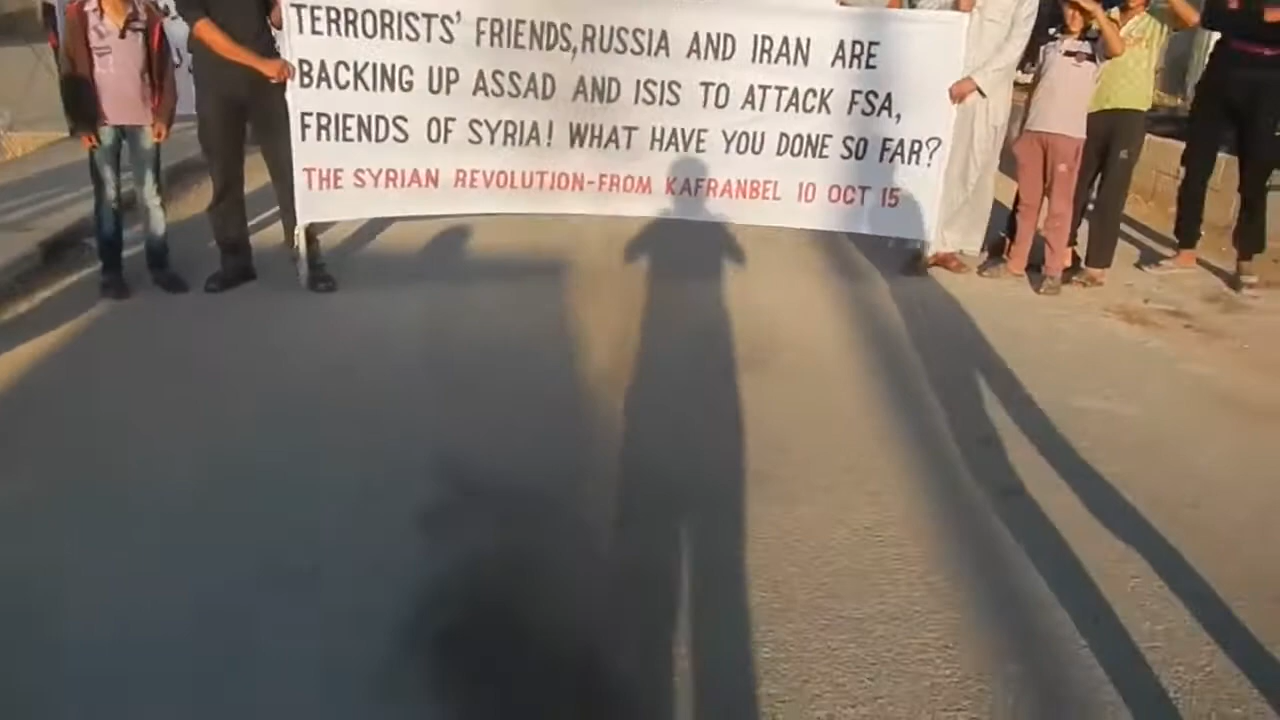 TERRORISTS' FRIENDS,RUSSIA AND IRAN ARE
BACKING UP ASSAD AND ISIS TO ATTACK FSA,
FRIENDS OF SYRIA! WHAT HAVE YOU DONE SO FAR?
THE SYRIAN REVOLUTION-FROM KAFRANBEL 10 OCT 15